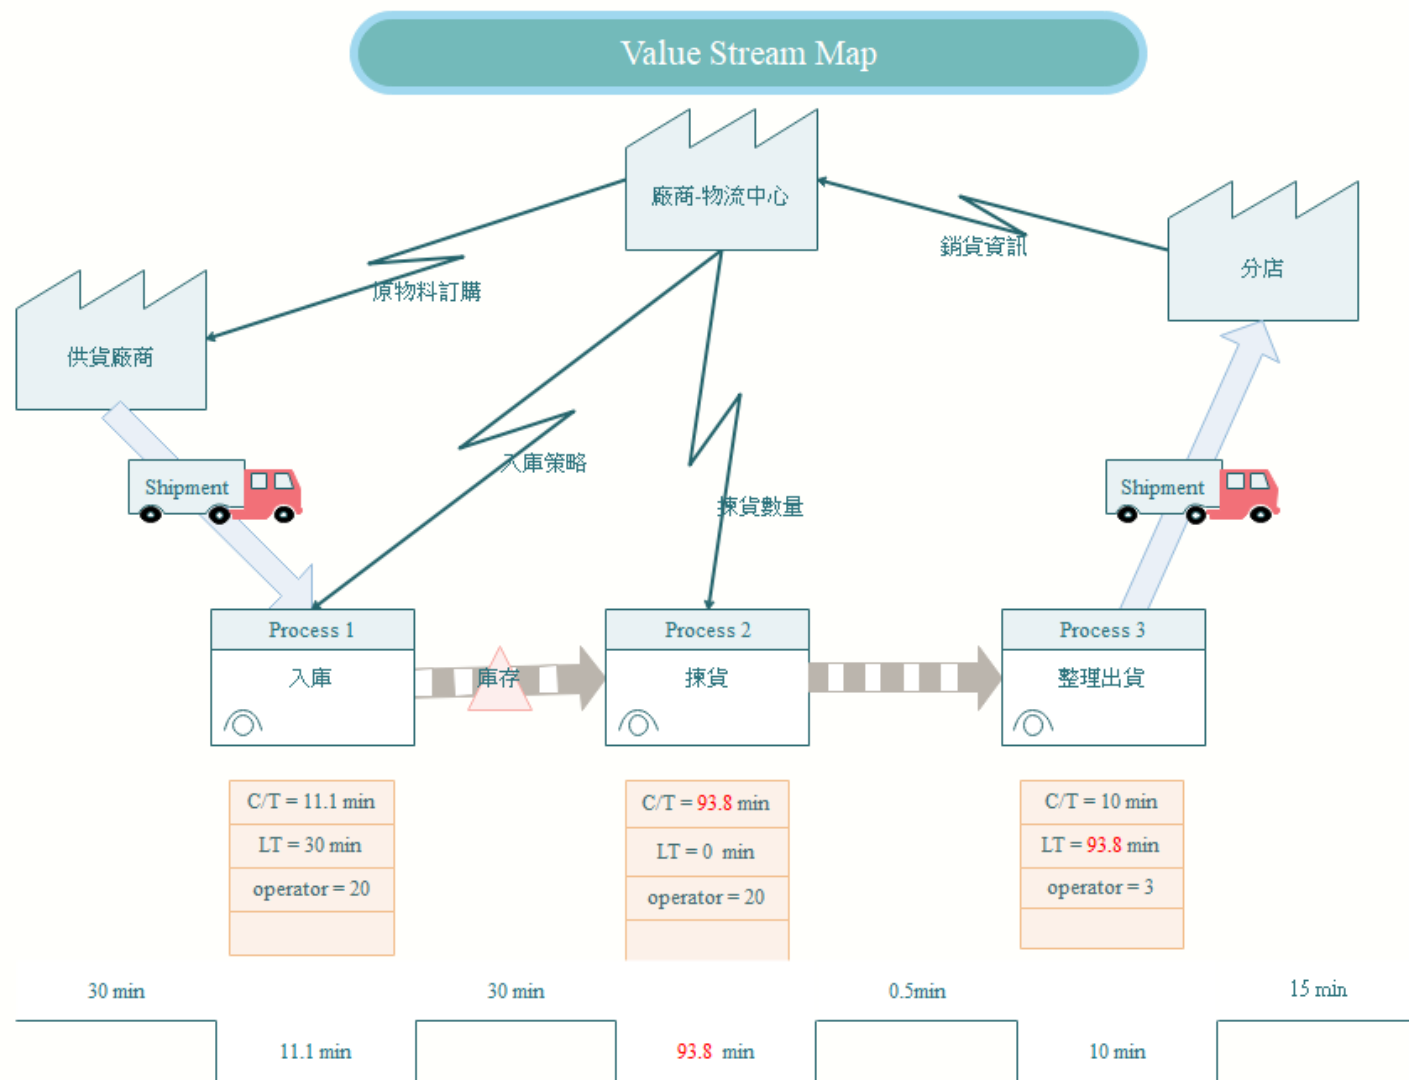 Value Stream Map
廠商-物流中心
銷貨資訊
分店
原物料訂購
供貨廠商
入庫策略
揀貨數量
Shipment
Shipment
Process 1
入庫
庫存
Process 2
揀貨
Process 3
整理出貨
C/T = 11.1 min
LT = 30 min
operator = 20
C/T = 93.8 min
LT = 0 min
operator = 20
C/T = 10 min
LT = 93.8 min
operator = 3
30 min
30 min
0.5min
15 min
11.1 min
93.8 min
10 min